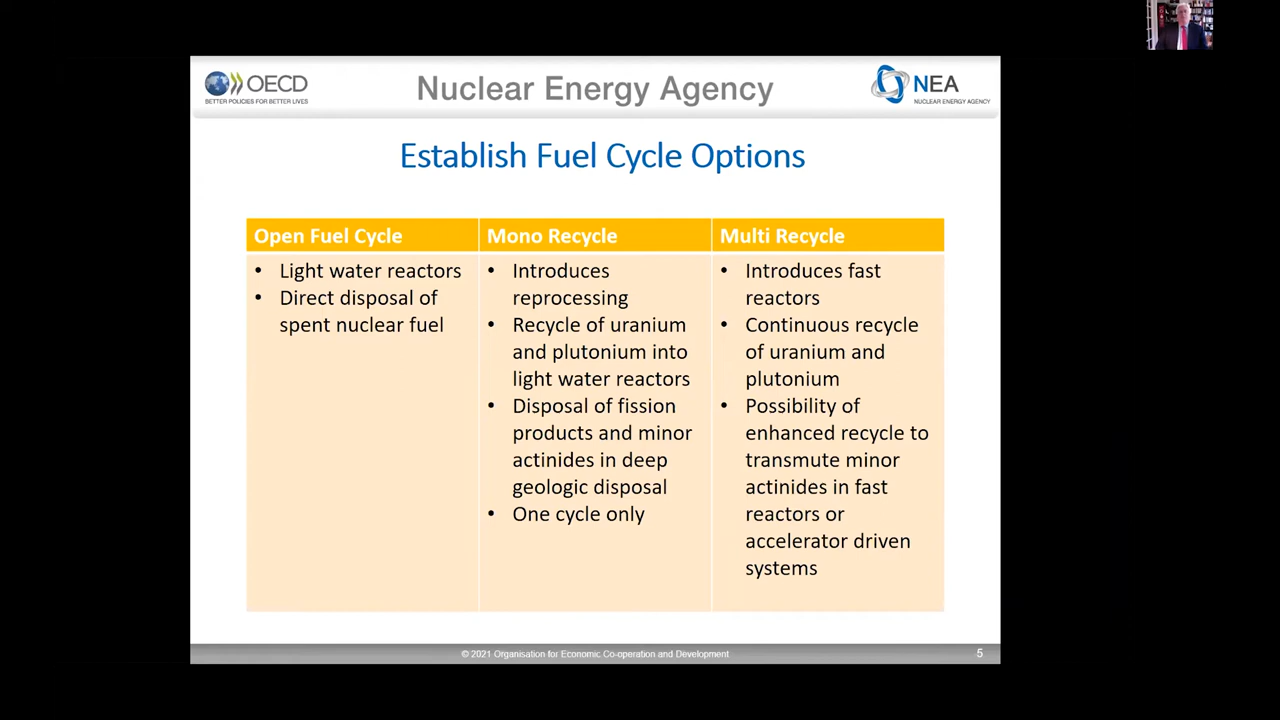 OECD
BETTER POLICIES FOR BETTER LIVES
Nuclear Energy Agency
NEA
NUCLEAR ENERGY AGENCY
Establish Fuel Cycle Options
Open Fuel Cycle
• Light water reactors
• Direct disposal of
spent nuclear fuel
Mono Recycle
• Introduces
reprocessing
• Recycle of uranium
and plutonium into
light water reactors
• Disposal of fission
products and minor
actinides in deep
geologic disposal
• One cycle only
Multi Recycle
• Introduces fast
reactors
• Continuous recycle
of uranium and
plutonium
• Possibility of
enhanced recycle to
transmute minor
actinides in fast
reactors or
accelerator driven
systems
© 2021 Organisation for Economic Co-operation and Development
5